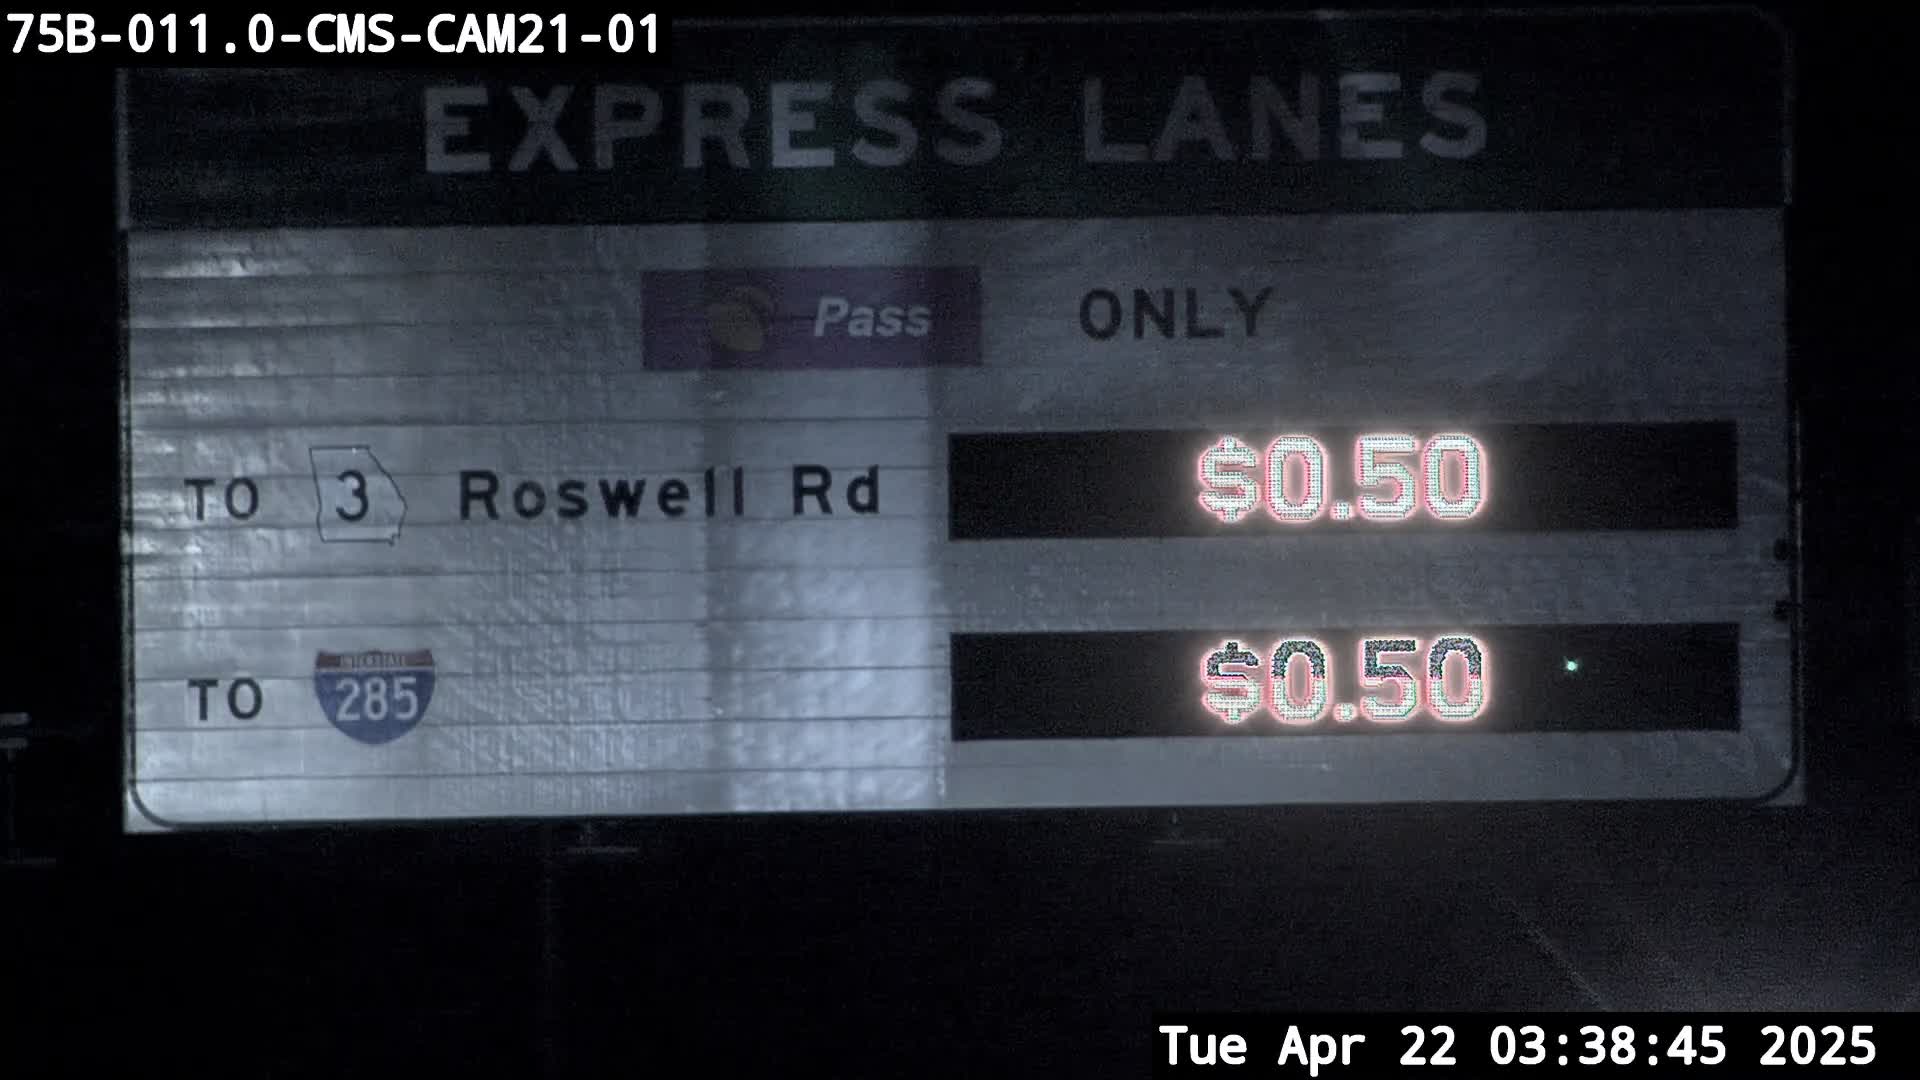 75B-011.0-CMS-CAM21-01
EXPRESS LANES
Pass ONLY
TO 3 Roswell Rd $0.50
TO 285 $0.50
Tue Apr 22 03:38:45 2025